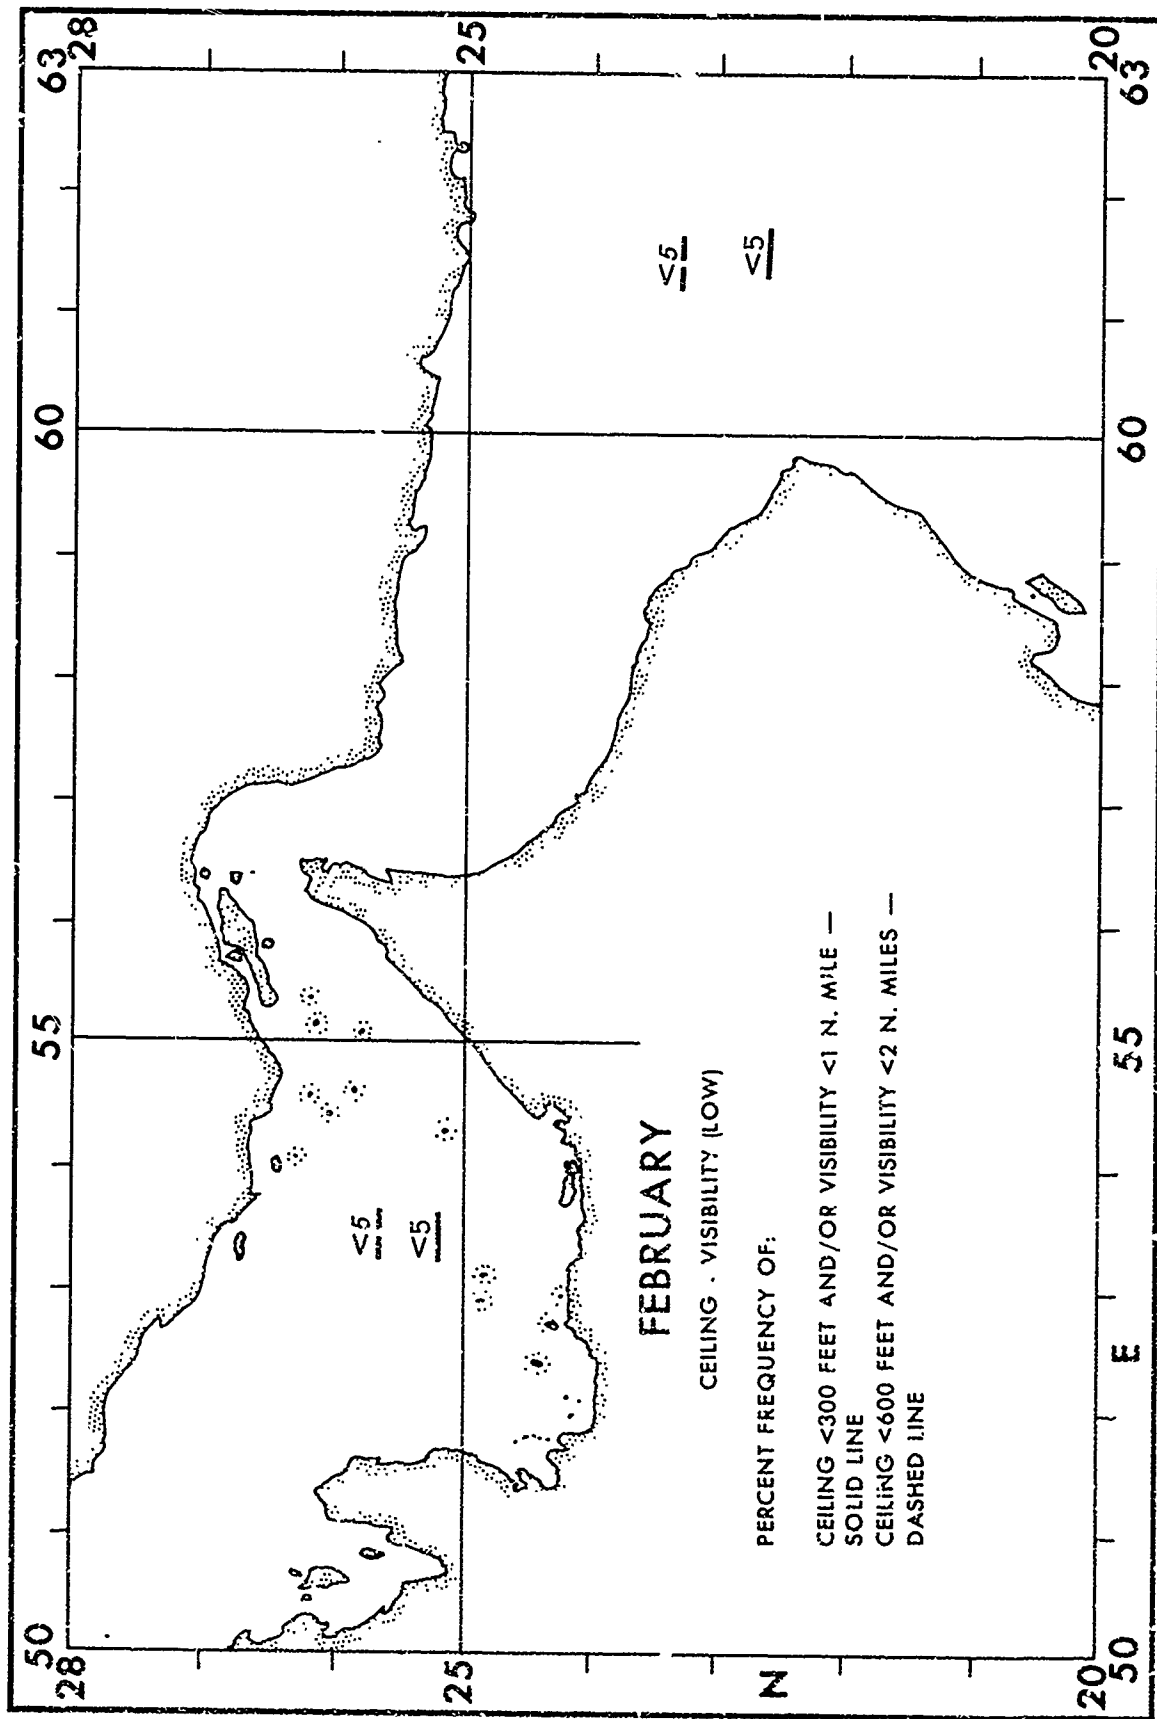 50
55
60
63
28
28
<5
<5
25
25
<5
<5
FEBRUARY
CEILING - VISIBILITY (LOW)
PERCENT FREQUENCY OF:
CEILING <300 FEET AND/OR VISIBILITY <1 N. MILE —
SOLID LINE
CEILING <600 FEET AND/OR VISIBILITY <2 N. MILES —
DASHED LINE
N
20
20
50
E
55
60
63